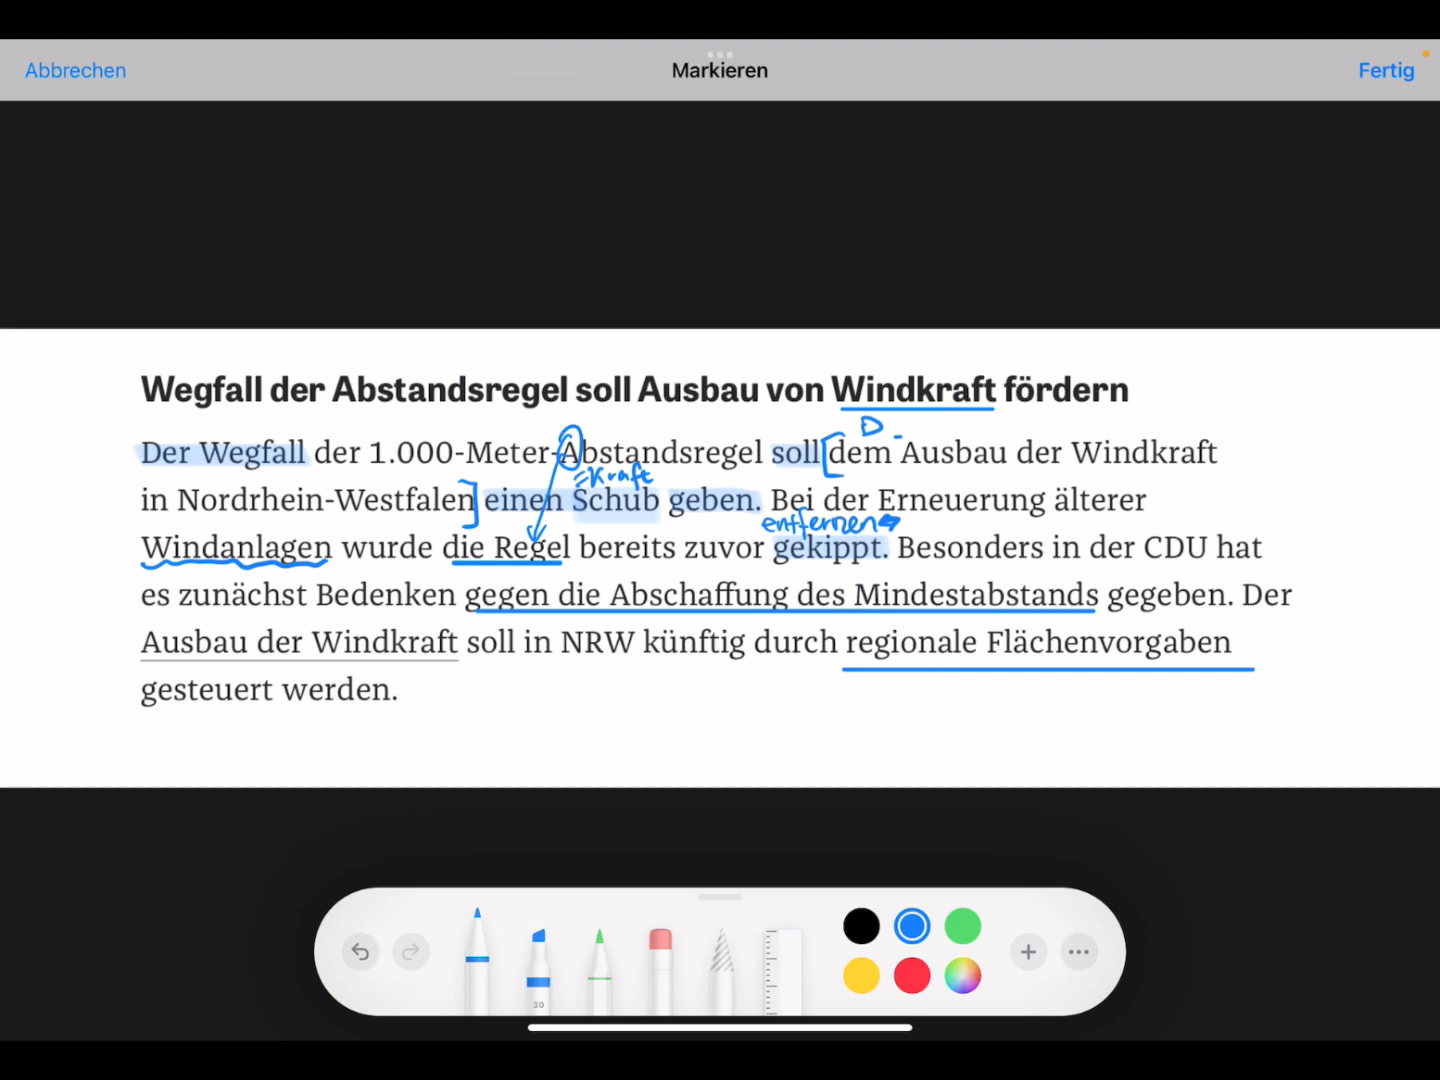 Abbrechen
Markieren
Fertig
Wegfall der Abstandsregel soll Ausbau von Windkraft fördern
D
Der Wegfall der 1.000-Meter-Abstandsregel soll [dem Ausbau der Windkraft
=Kraft
in Nordrhein-Westfalen] einen Schub geben. Bei der Erneuerung älterer
entfernen
Windanlagen wurde die Regel bereits zuvor gekippt. Besonders in der CDU hat
es zunächst Bedenken gegen die Abschaffung des Mindestabstands gegeben. Der
Ausbau der Windkraft soll in NRW künftig durch regionale Flächenvorgaben
gesteuert werden.
30